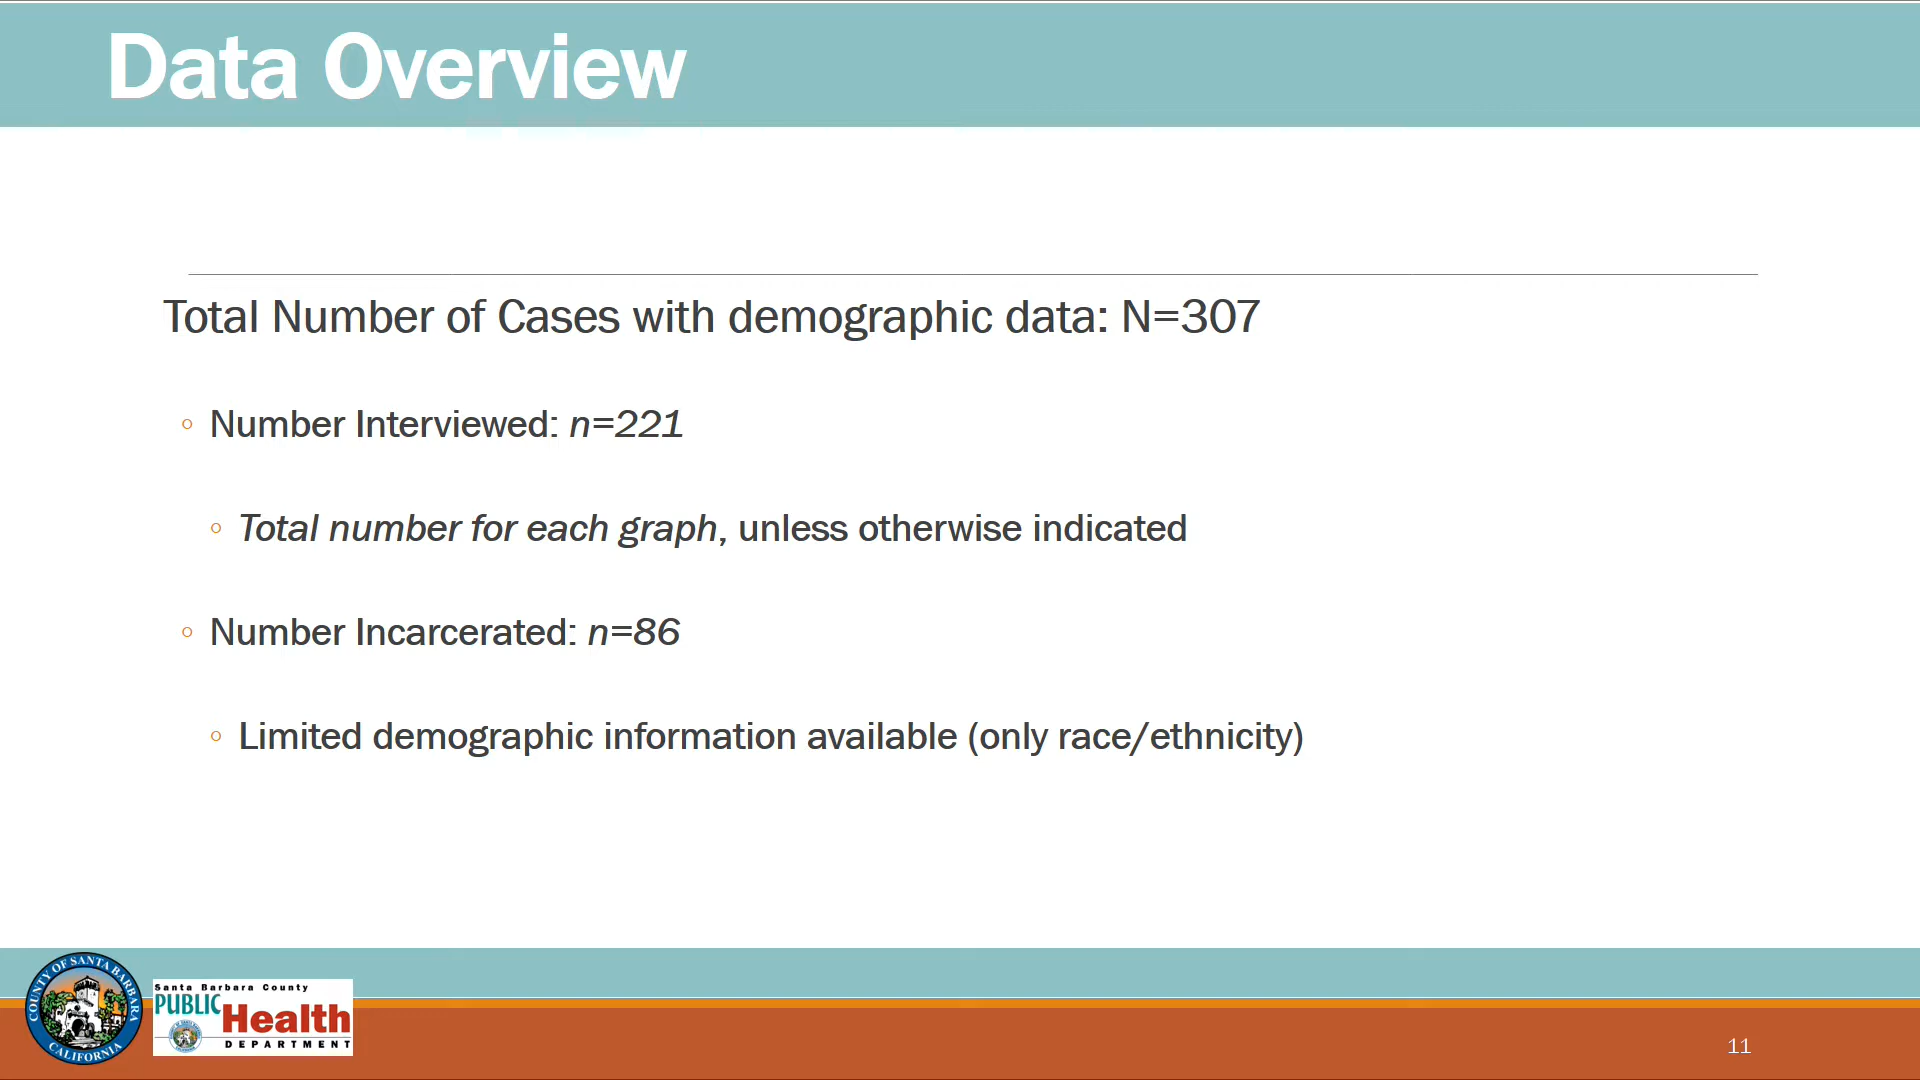 Data Overview
Total Number of Cases with demographic data: N=307
◦ Number Interviewed: n=221
◦ Total number for each graph, unless otherwise indicated
◦ Number Incarcerated: n=86
◦ Limited demographic information available (only race/ethnicity)
COUNTY OF SANTA BARBARA
CALIFORNIA
Santa Barbara County
PUBLIC
Health
DEPARTMENT
11